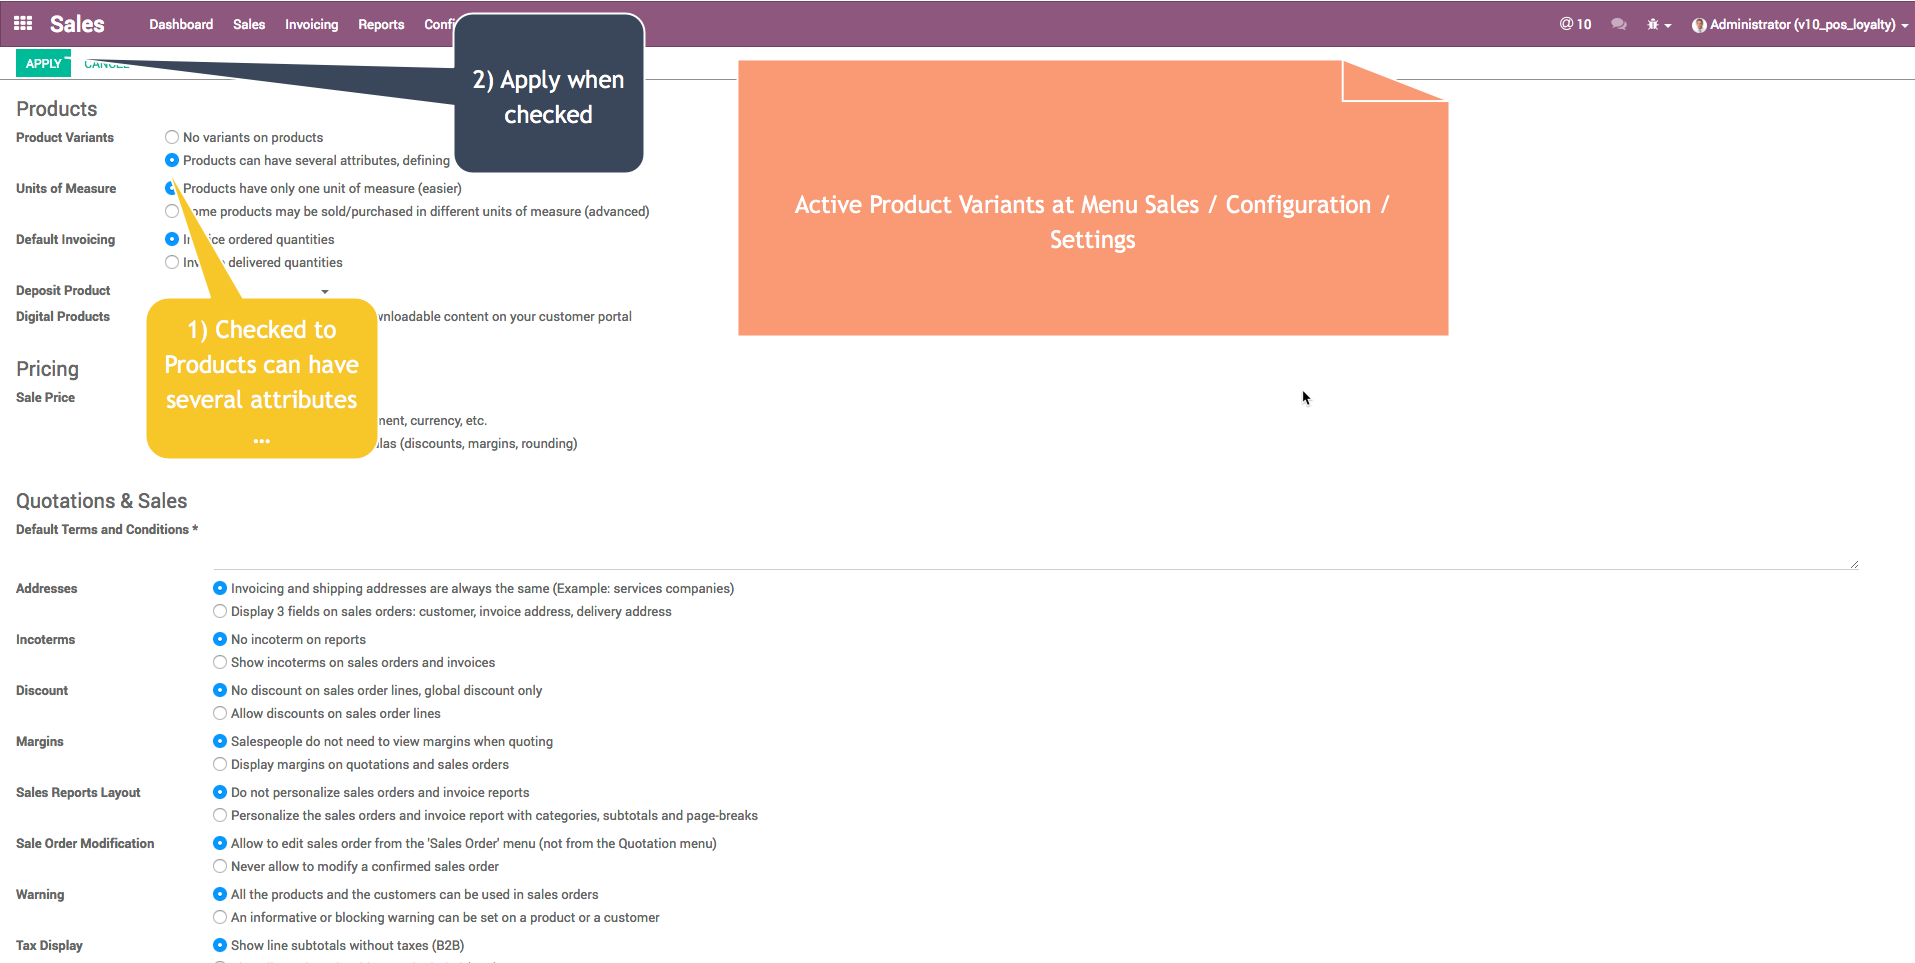 Sales Dashboard Sales Invoicing Reports Confi @ 10 Administrator (v10_pos_loyalty)
APPLY CANCEL
2) Apply when
checked
Products
Product Variants
No variants on products
Products can have several attributes, defining
Units of Measure
Products have only one unit of measure (easier)
ome products may be sold/purchased in different units of measure (advanced)
Default Invoicing
ice ordered quantities
delivered quantities
Deposit Product
Digital Products
wnloadable content on your customer portal
1) Checked to
Products can have
several attributes
...
Active Product Variants at Menu Sales / Configuration /
Settings
Pricing
Sale Price
nent, currency, etc.
las (discounts, margins, rounding)
Quotations & Sales
Default Terms and Conditions *
Addresses
Invoicing and shipping addresses are always the same (Example: services companies)
Display 3 fields on sales orders: customer, invoice address, delivery address
Incoterms
No incoterm on reports
Show incoterms on sales orders and invoices
Discount
No discount on sales order lines, global discount only
Allow discounts on sales order lines
Margins
Salespeople do not need to view margins when quoting
Display margins on quotations and sales orders
Sales Reports Layout
Do not personalize sales orders and invoice reports
Personalize the sales orders and invoice report with categories, subtotals and page-breaks
Sale Order Modification
Allow to edit sales order from the 'Sales Order' menu (not from the Quotation menu)
Never allow to modify a confirmed sales order
Warning
All the products and the customers can be used in sales orders
An informative or blocking warning can be set on a product or a customer
Tax Display
Show line subtotals without taxes (B2B)